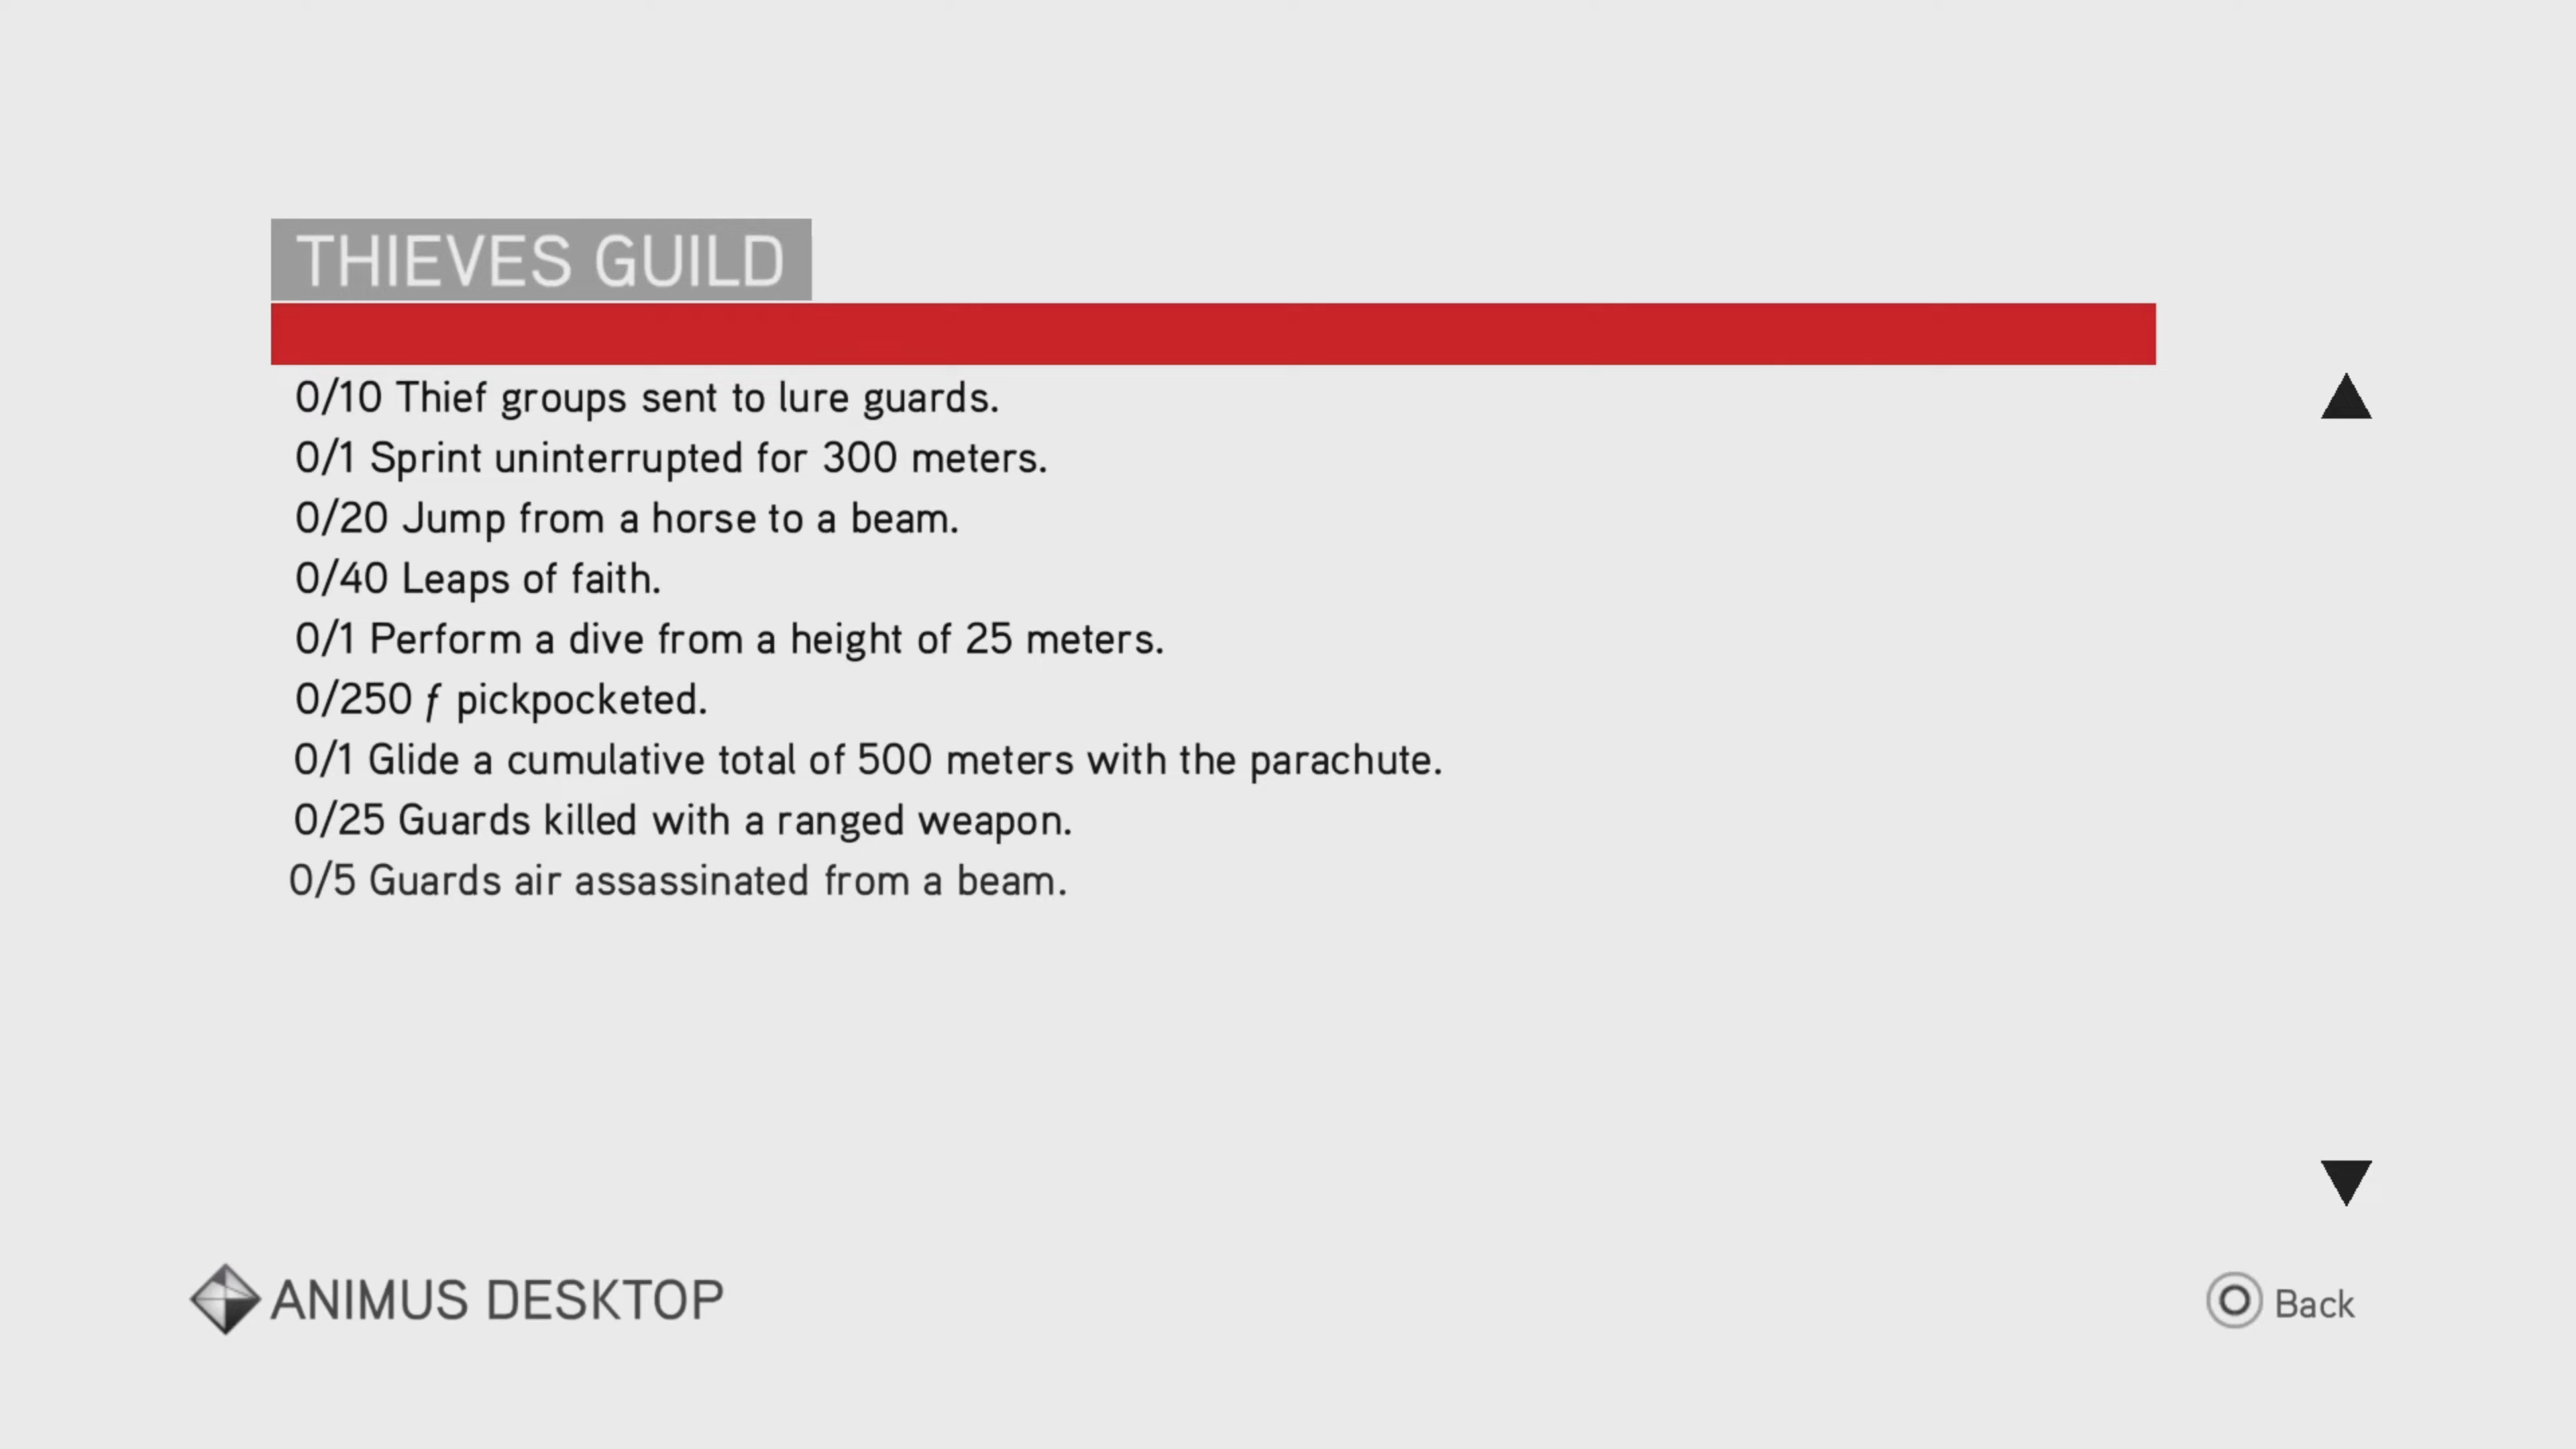 THIEVES GUILD
0/10 Thief groups sent to lure guards.
0/1 Sprint uninterrupted for 300 meters.
0/20 Jump from a horse to a beam.
0/40 Leaps of faith.
0/1 Perform a dive from a height of 25 meters.
0/250 ƒ pickpocketed.
0/1 Glide a cumulative total of 500 meters with the parachute.
0/25 Guards killed with a ranged weapon.
0/5 Guards air assassinated from a beam.
ANIMUS DESKTOP
Back